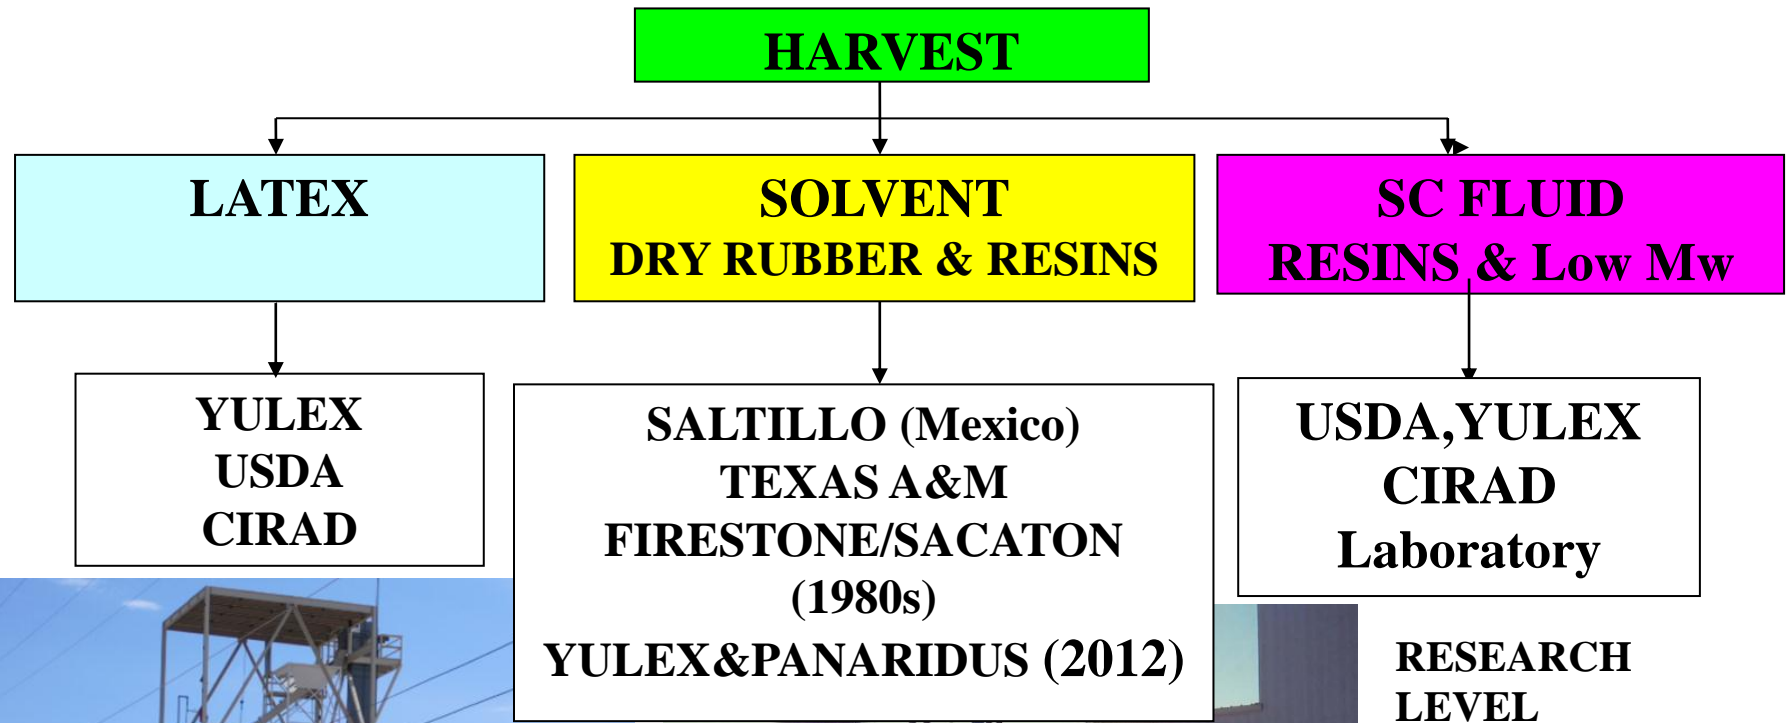 HARVEST
LATEX
SOLVENT
DRY RUBBER & RESINS
SC FLUID
RESINS & Low Mw
YULEX
USDA
CIRAD
SALTILLO (Mexico)
TEXAS A&M
FIRESTONE/SACATON
(1980s)
YULEX&PANARIDUS (2012)
USDA,YULEX
CIRAD
Laboratory
RESEARCH
LEVEL